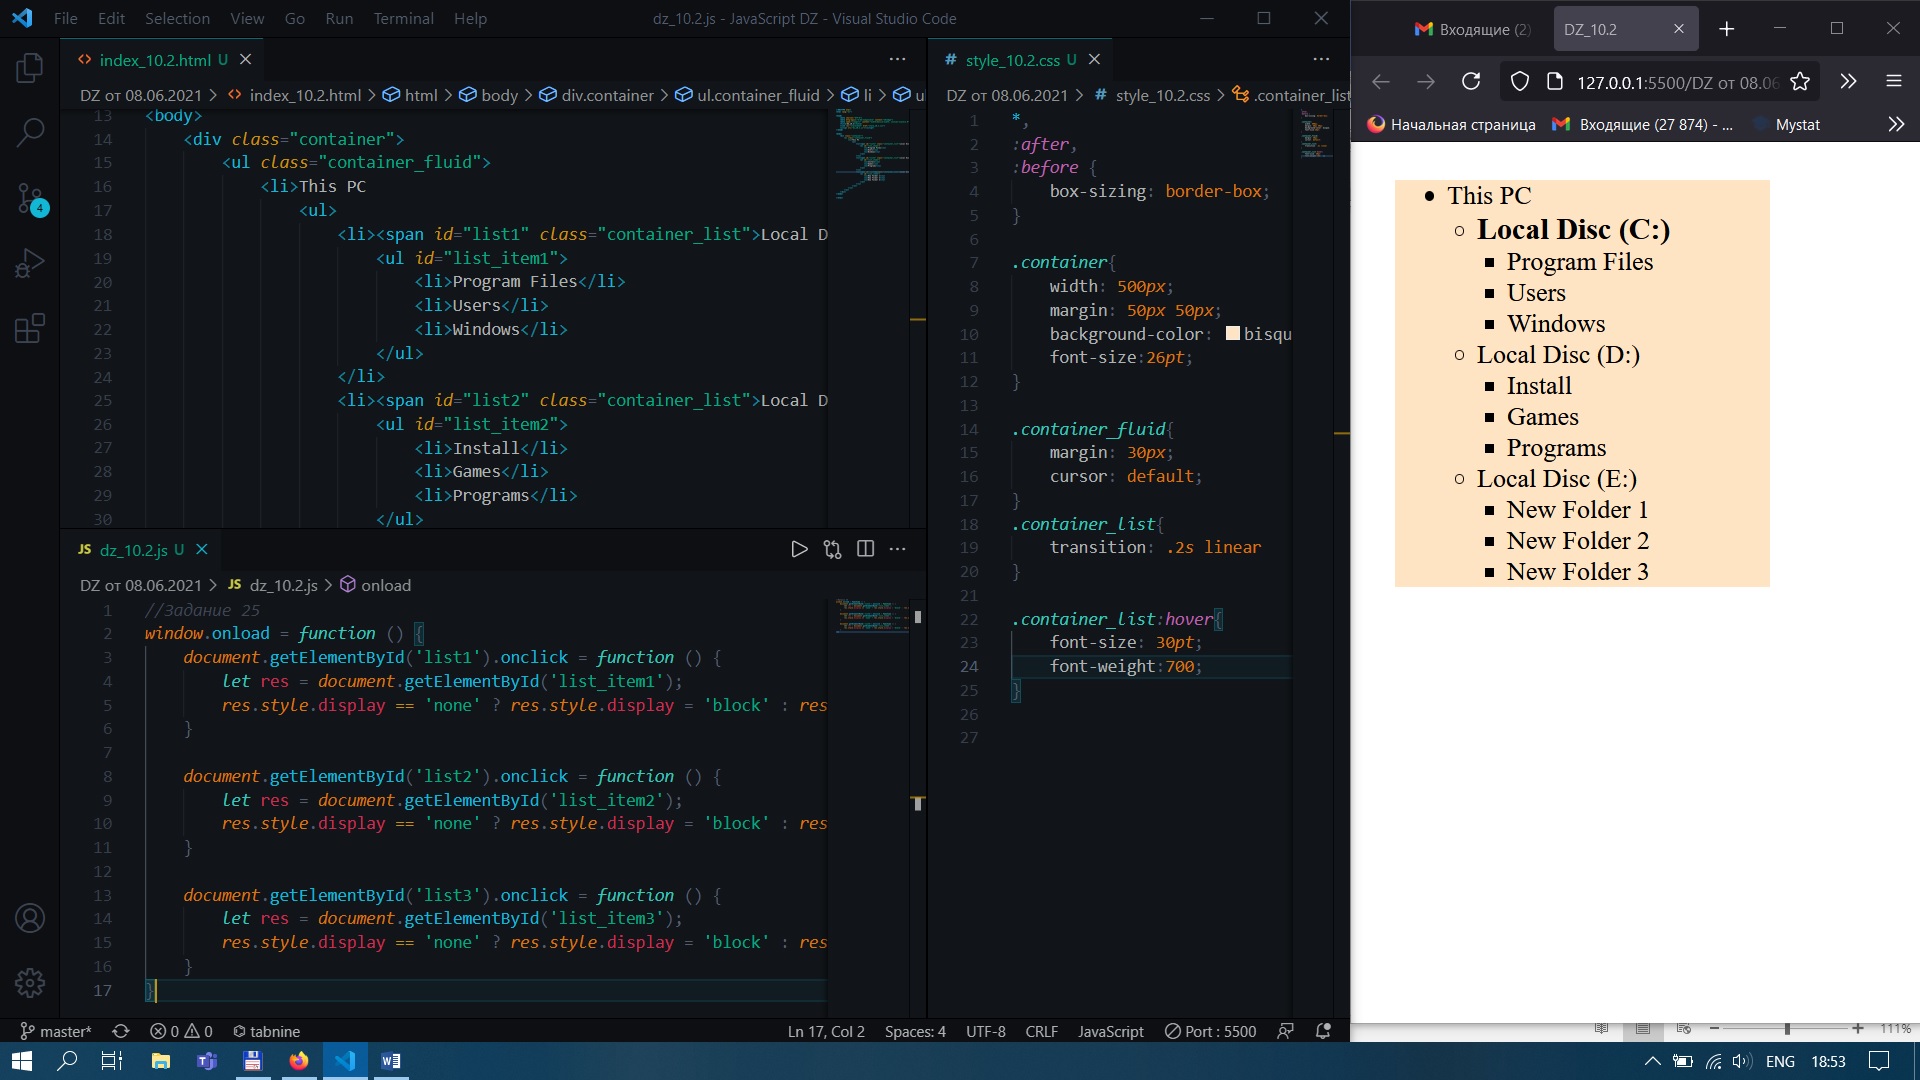 File Edit Selection View Go Run Terminal Help
dz_10.2.js - JavaScript DZ - Visual Studio Code
index_10.2.html U
DZ от 08.06.2021 > index_10.2.html > html > body > div.container > ul.container_fluid > li > ul
13 <body>
14 <div class="container">
15 <ul class="container_fluid">
16 <li>This PC
17 <ul>
18 <li><span id="list1" class="container_list">Local D
19 <ul id="list_item1">
20 <li>Program Files</li>
21 <li>Users</li>
22 <li>Windows</li>
23 </ul>
24 </li>
25 <li><span id="list2" class="container_list">Local D
26 <ul id="list_item2">
27 <li>Install</li>
28 <li>Games</li>
29 <li>Programs</li>
30 </ul>
JS dz_10.2.js U
DZ от 08.06.2021 > JS dz_10.2.js > onload
1 //Задание 25
2 window.onload = function () {
3 document.getElementById('list1').onclick = function () {
4 let res = document.getElementById('list_item1');
5 res.style.display == 'none' ? res.style.display = 'block' : res
6 }
7
8 document.getElementById('list2').onclick = function () {
9 let res = document.getElementById('list_item2');
10 res.style.display == 'none' ? res.style.display = 'block' : res
11 }
12
13 document.getElementById('list3').onclick = function () {
14 let res = document.getElementById('list_item3');
15 res.style.display == 'none' ? res.style.display = 'block' : res
16 }
17 }
# style_10.2.css U
DZ от 08.06.2021 > # style_10.2.css > .container_list
1 *,
2 :after,
3 :before {
4 box-sizing: border-box;
5 }
6
7 .container{
8 width: 500px;
9 margin: 50px 50px;
10 background-color: bisqu
11 font-size:26pt;
12 }
13
14 .container_fluid{
15 margin: 30px;
16 cursor: default;
17 }
18 .container_list{
19 transition: .2s linear
20 }
21
22 .container_list:hover{
23 font-size: 30pt;
24 font-weight:700;
25 }
26
27
4
master* 0 0 tabnine
Ln 17, Col 2 Spaces: 4 UTF-8 CRLF JavaScript Port : 5500
Входящие (2)
DZ_10.2
127.0.0.1:5500/DZ от 08.06
Начальная страница Входящие (27 874) - ... Mystat
This PC
Local Disc (C:)
Program Files
Users
Windows
Local Disc (D:)
Install
Games
Programs
Local Disc (E:)
New Folder 1
New Folder 2
New Folder 3
111%
ENG 18:53